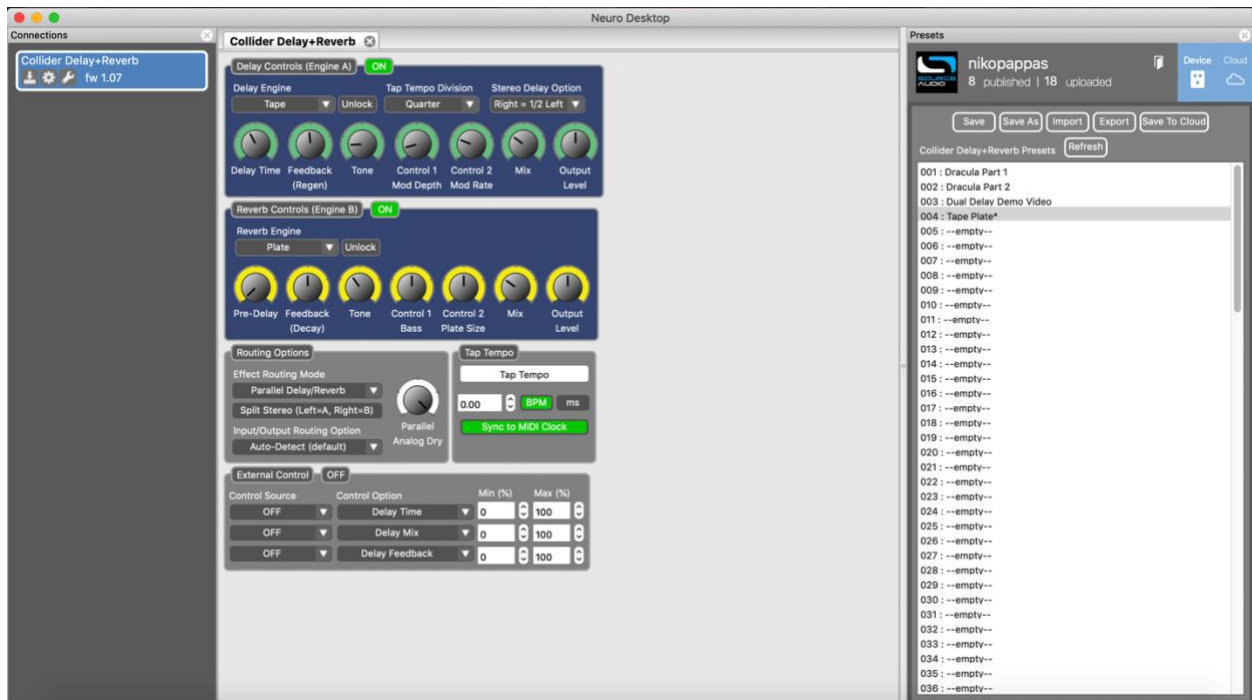 Neuro Desktop
Connections
Collider Delay+Reverb
fw 1.07
Collider Delay+Reverb
Delay Controls (Engine A) ON
Delay Engine Tap Tempo Division Stereo Delay Option
Tape Unlock Quarter Right = 1/2 Left
Delay Time Feedback Tone Control 1 Control 2 Mix Output
(Regen) Mod Depth Mod Rate Level
Reverb Controls (Engine B) ON
Reverb Engine
Plate Unlock
Pre-Delay Feedback Tone Control 1 Control 2 Mix Output
(Decay) Bass Plate Size Level
Routing Options
Effect Routing Mode
Parallel Delay/Reverb
Split Stereo (Left=A, Right=B)
Input/Output Routing Option
Auto-Detect (default)
Parallel
Analog Dry
Tap Tempo
Tap Tempo
0.00 BPM ms
Sync to MIDI Clock
External Control OFF
Control Source Control Option Min (%) Max (%)
OFF Delay Time 0 100
OFF Delay Mix 0 100
OFF Delay Feedback 0 100
Presets
SOURCE
AUDIO
nikopappas
8 published | 18 uploaded
Device Cloud
Save Save As Import Export Save To Cloud
Collider Delay+Reverb Presets Refresh
001 : Dracula Part 1
002 : Dracula Part 2
003 : Dual Delay Demo Video
004 : Tape Plate*
005 : --empty--
006 : --empty--
007 : --empty--
008 : --empty--
009 : --empty--
010 : --empty--
011 : --empty--
012 : --empty--
013 : --empty--
014 : --empty--
015 : --empty--
016 : --empty--
017 : --empty--
018 : --empty--
019 : --empty--
020 : --empty--
021 : --empty--
022 : --empty--
023 : --empty--
024 : --empty--
025 : --empty--
026 : --empty--
027 : --empty--
028 : --empty--
029 : --empty--
030 : --empty--
031 : --empty--
032 : --empty--
033 : --empty--
034 : --empty--
035 : --empty--
036 : --empty--